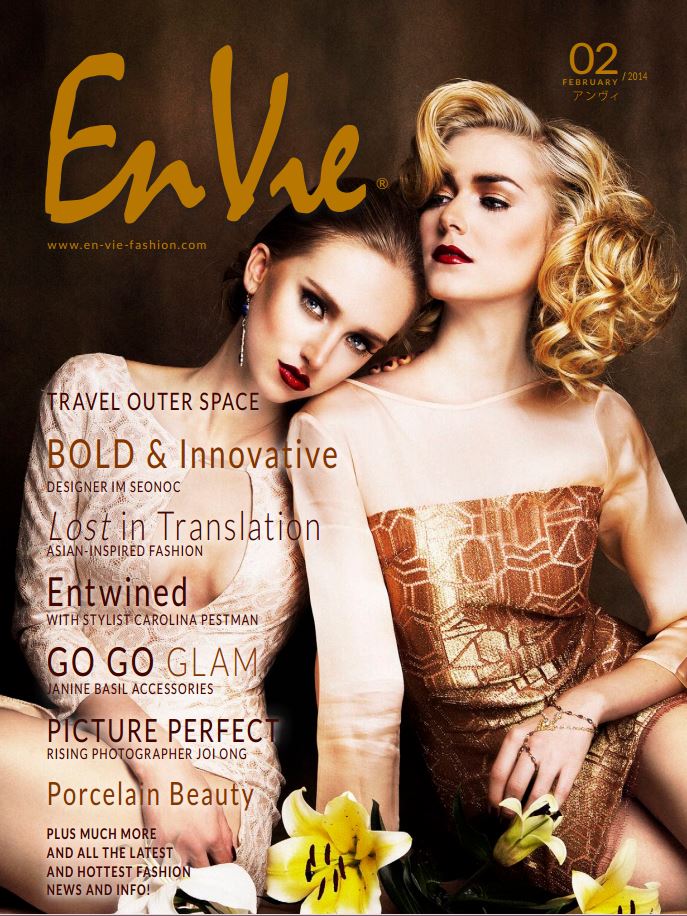 En Vie ®
www.en-vie-fashion.com
02
FEBRUARY / 2014
アンヴィ
TRAVEL OUTER SPACE
BOLD & Innovative
DESIGNER IM SEONOC
Lost in Translation
ASIAN-INSPIRED FASHION
Entwined
WITH STYLIST CAROLINA PESTMAN
GO GO GLAM
JANINE BASIL ACCESSORIES
PICTURE PERFECT
RISING PHOTOGRAPHER JOI ONG
Porcelain Beauty
PLUS MUCH MORE
AND ALL THE LATEST
AND HOTTEST FASHION
NEWS AND INFO!